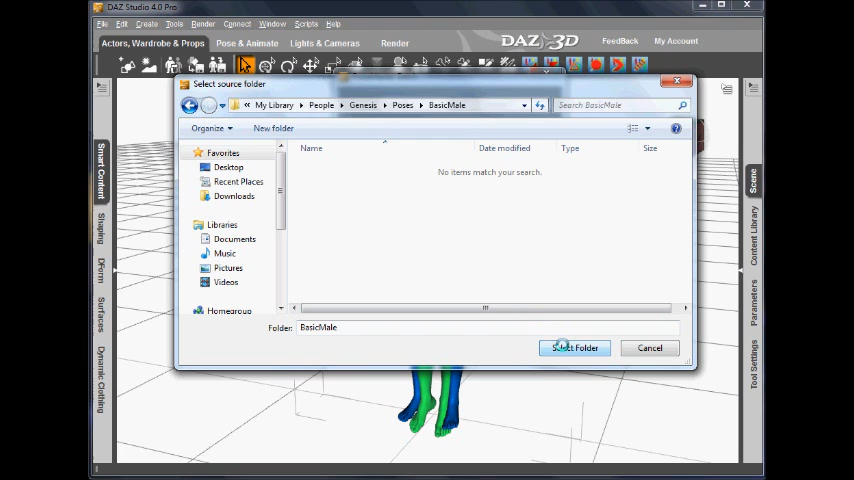 DAZ Studio 4.0 Pro
File Edit Create Tools Render Connect Window Scripts Help
Actors, Wardrobe & Props Pose & Animate Lights & Cameras Render DAZ 3D FeedBack My Account
Select source folder
« My Library People Genesis Poses BasicMale Search BasicMale
Organize New folder
Name Date modified Type Size
No items match your search.
Favorites
Desktop
Recent Places
Downloads
Libraries
Documents
Music
Pictures
Videos
Homegroup
Folder: BasicMale
Select Folder Cancel
Smart Content
Shaping
DForm
Surfaces
Dynamic Clothing
Scene
Content Library
Parameters
Tool Settings